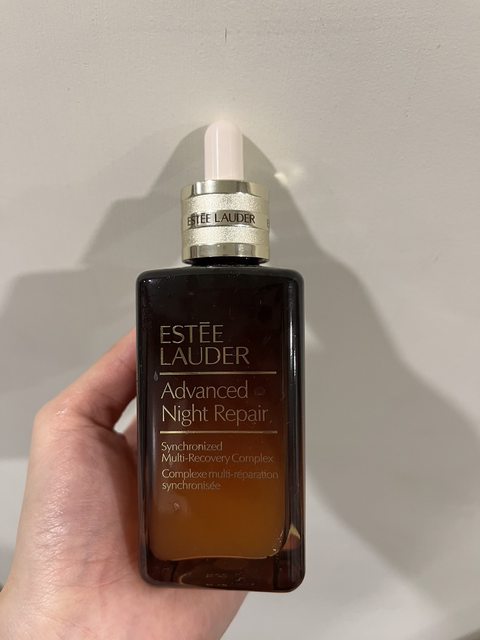 ESTĒE LAUDER
ESTĒE
LAUDER
Advanced
Night Repair
Synchronized
Multi-Recovery Complex
Complexe multi-réparation
synchronisée